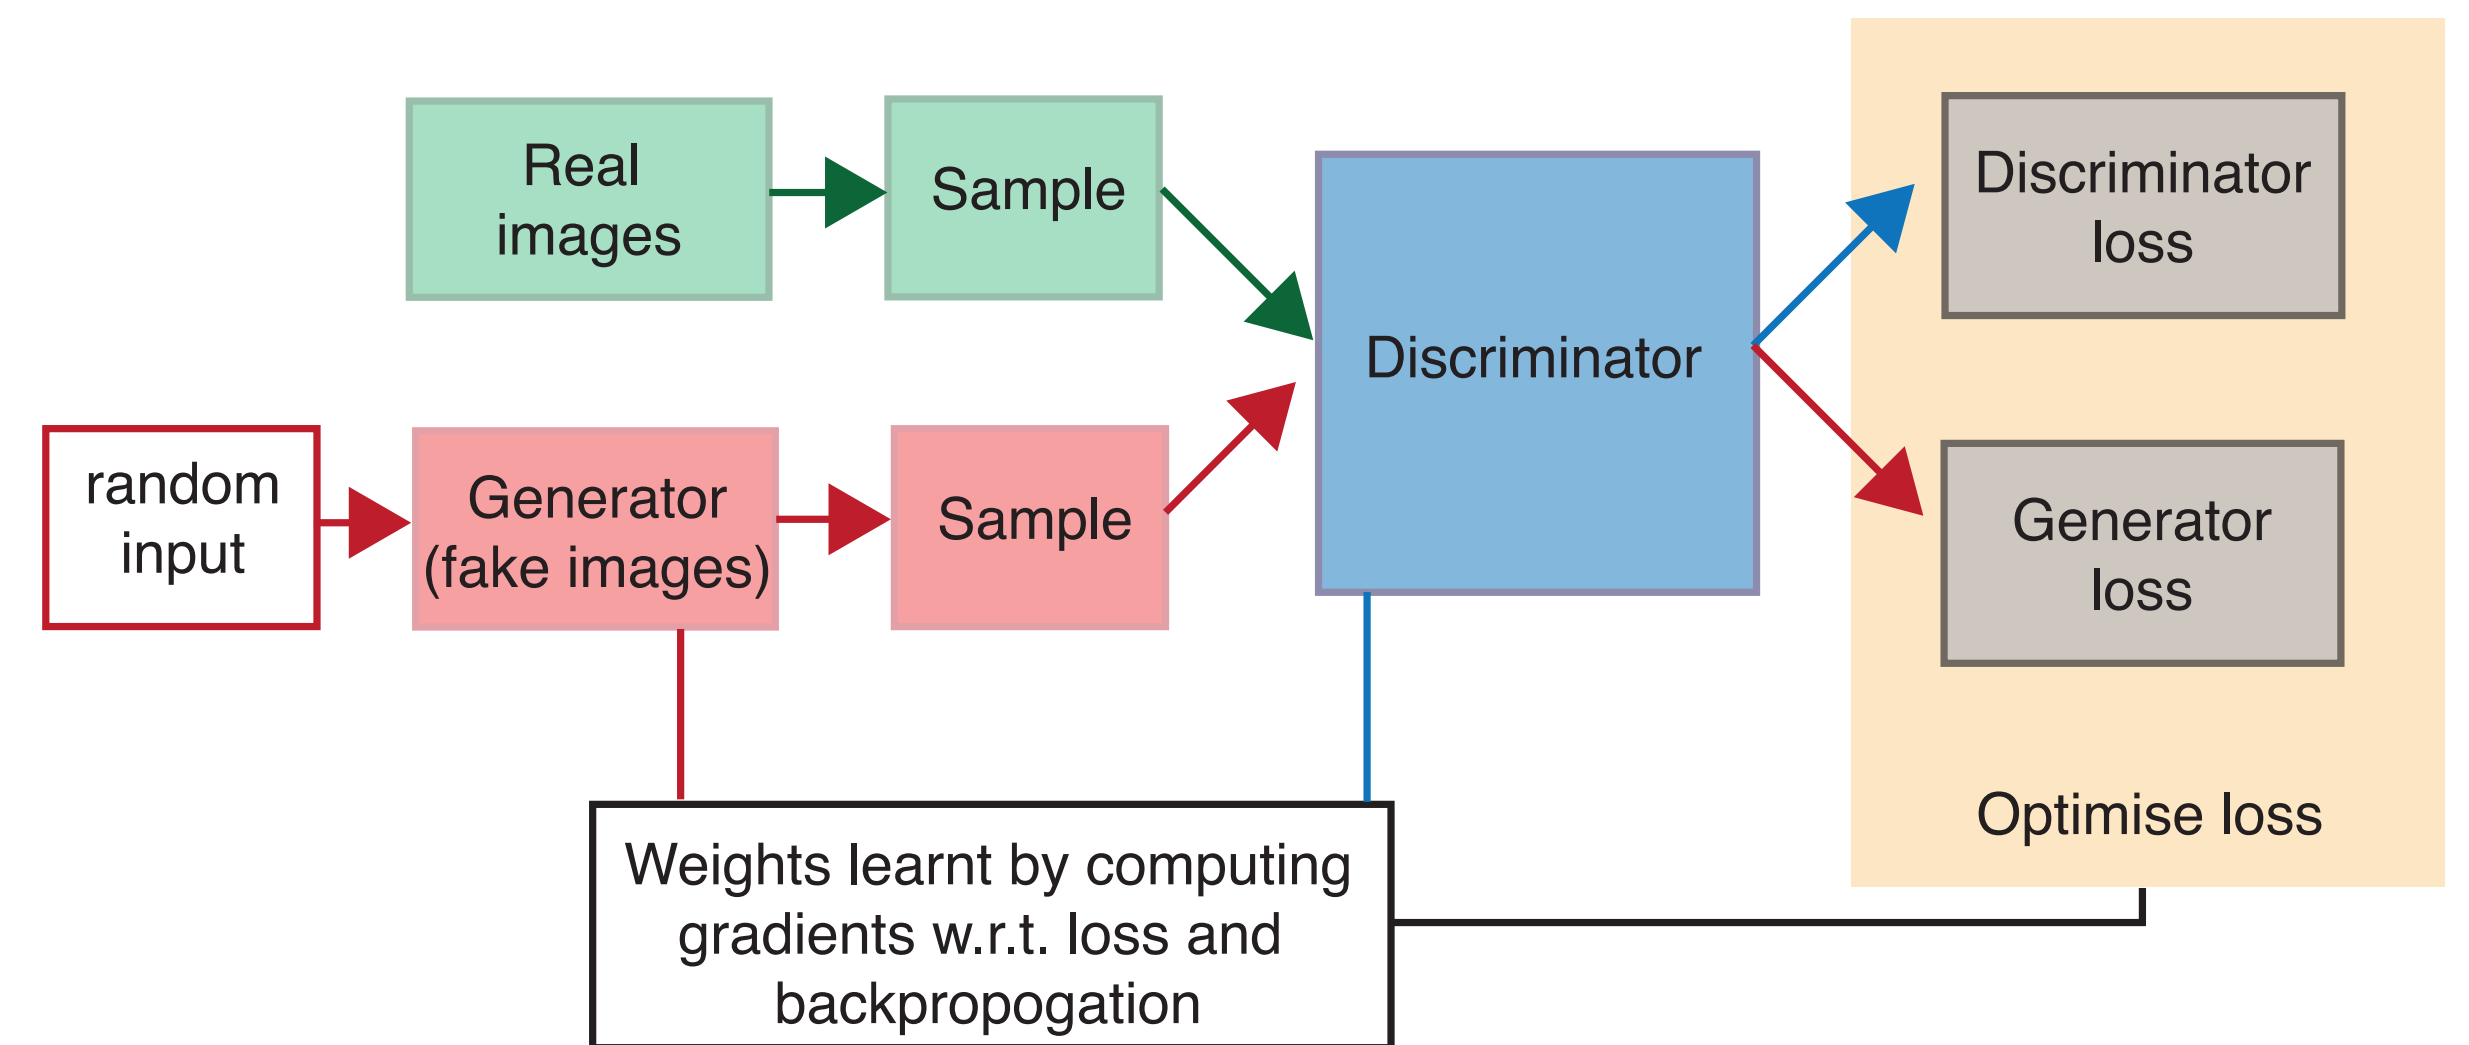 Real
images
Sample
Discriminator
loss
Discriminator
random
input
Generator
(fake images)
Sample
Generator
loss
Optimise loss
Weights learnt by computing
gradients w.r.t. loss and
backpropogation